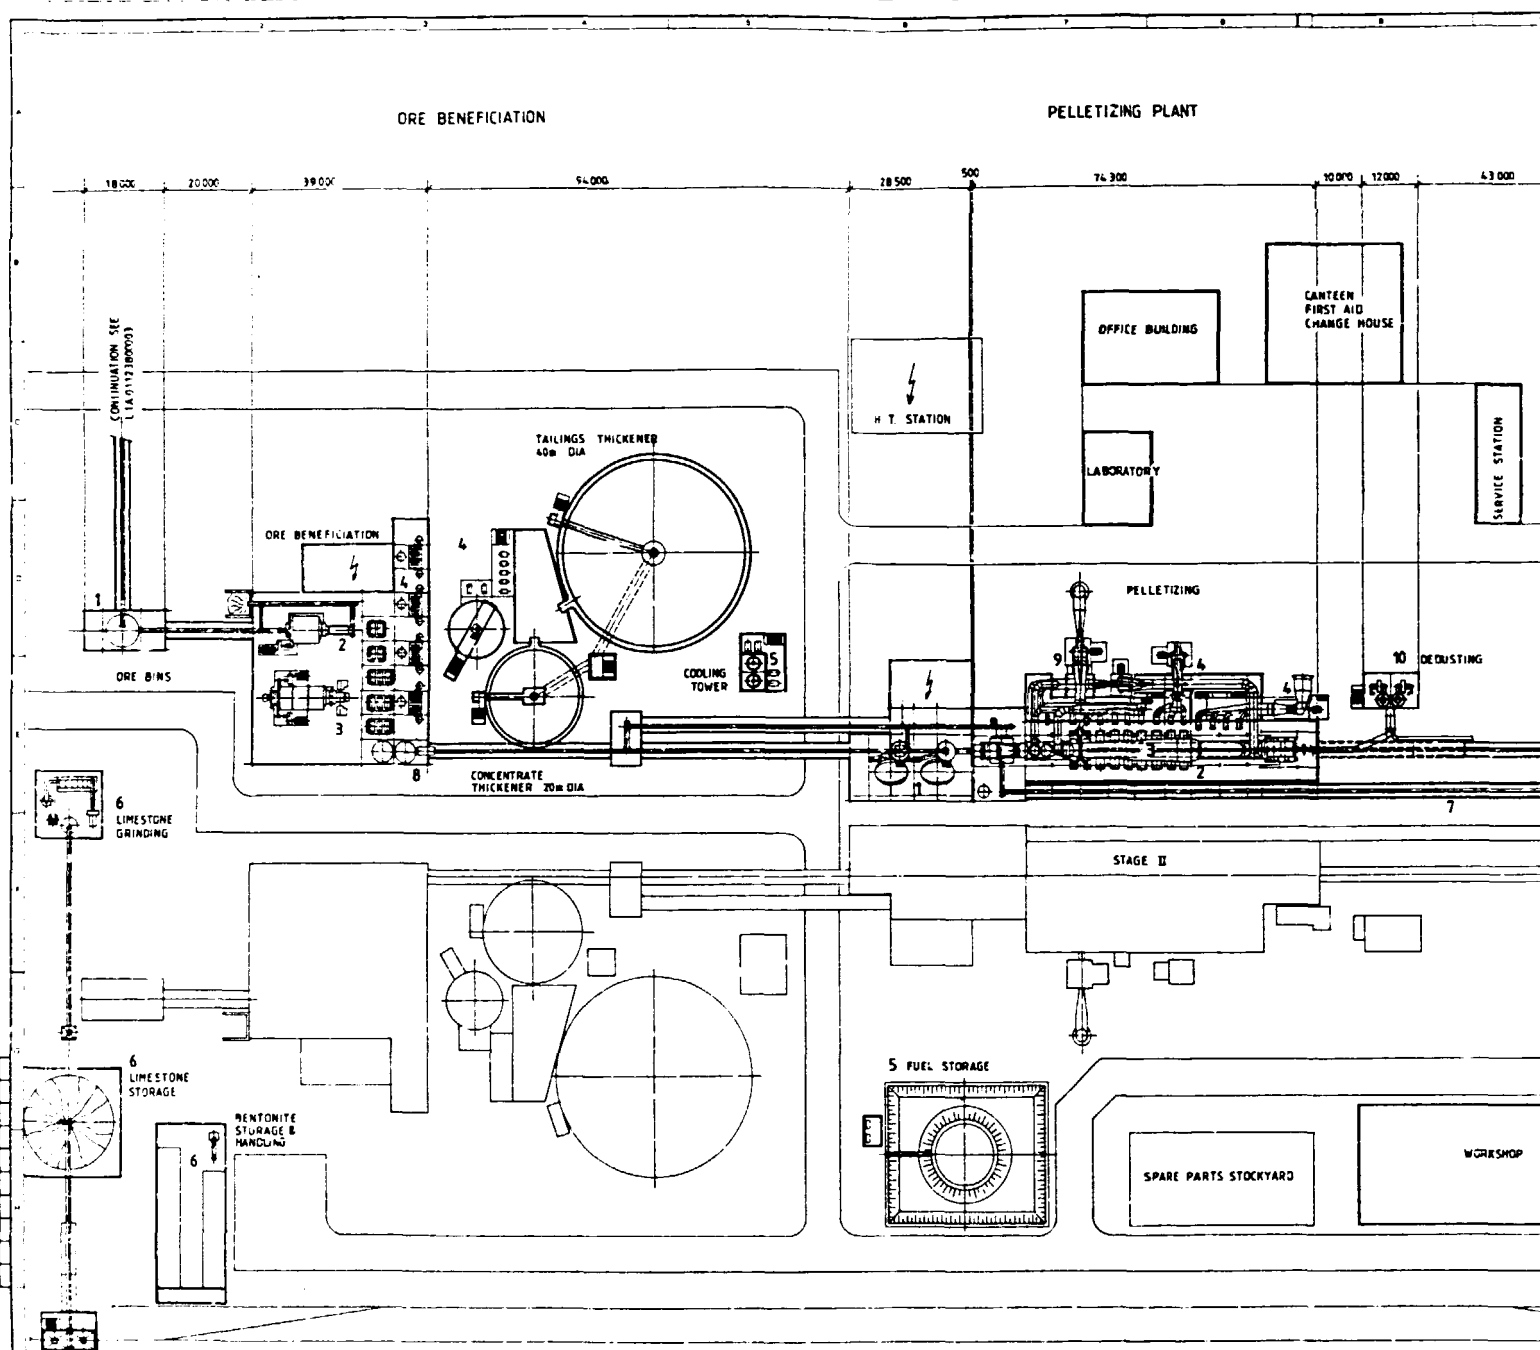 ORE BENEFICIATION
PELLETIZING PLANT
18 000
20 000
39 000
94 000
28 500
500
74 300
10 000
12 000
43 000
CONTINUATION SEE
OFFICE BUILDING
CANTEEN
FIRST AID
CHANGE HOUSE
H T. STATION
LABORATORY
SERVICE STATION
TAILINGS THICKENER
40m DIA
ORE BENEFICIATION
4
4
1
2
3
ORE BINS
COOLING
TOWER
5
8
CONCENTRATE
THICKENER 20m DIA
PELLETIZING
9
4
4
10 DEDUSTING
3
2
1
7
6
LIMESTONE
GRINDING
STAGE II
6
LIMESTONE
STORAGE
BENTONITE
STORAGE &
HANDLING
6
5 FUEL STORAGE
SPARE PARTS STOCKYARD
WORKSHOP